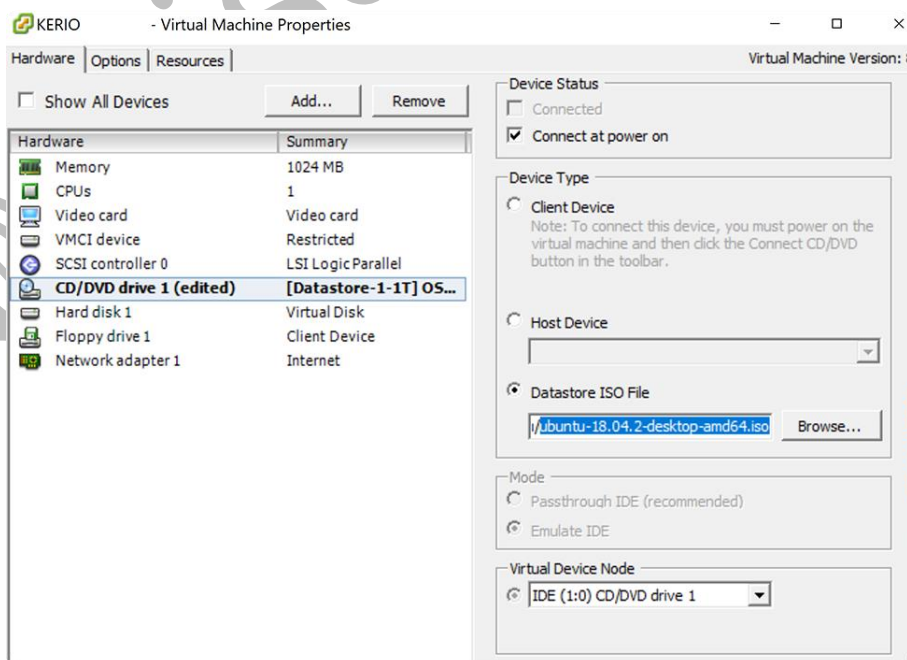 KERIO - Virtual Machine Properties
Hardware Options Resources
Virtual Machine Version:
Show All Devices
Add... Remove
Hardware Summary
Memory 1024 MB
CPUs 1
Video card Video card
VMCI device Restricted
SCSI controller 0 LSI Logic Parallel
CD/DVD drive 1 (edited) [Datastore-1-1T] OS...
Hard disk 1 Virtual Disk
Floppy drive 1 Client Device
Network adapter 1 Internet
Device Status
Connected
Connect at power on
Device Type
Client Device
Note: To connect this device, you must power on the
virtual machine and then click the Connect CD/DVD
button in the toolbar.
Host Device
Datastore ISO File
/ubuntu-18.04.2-desktop-amd64.iso Browse...
Mode
Passthrough IDE (recommended)
Emulate IDE
Virtual Device Node
IDE (1:0) CD/DVD drive 1